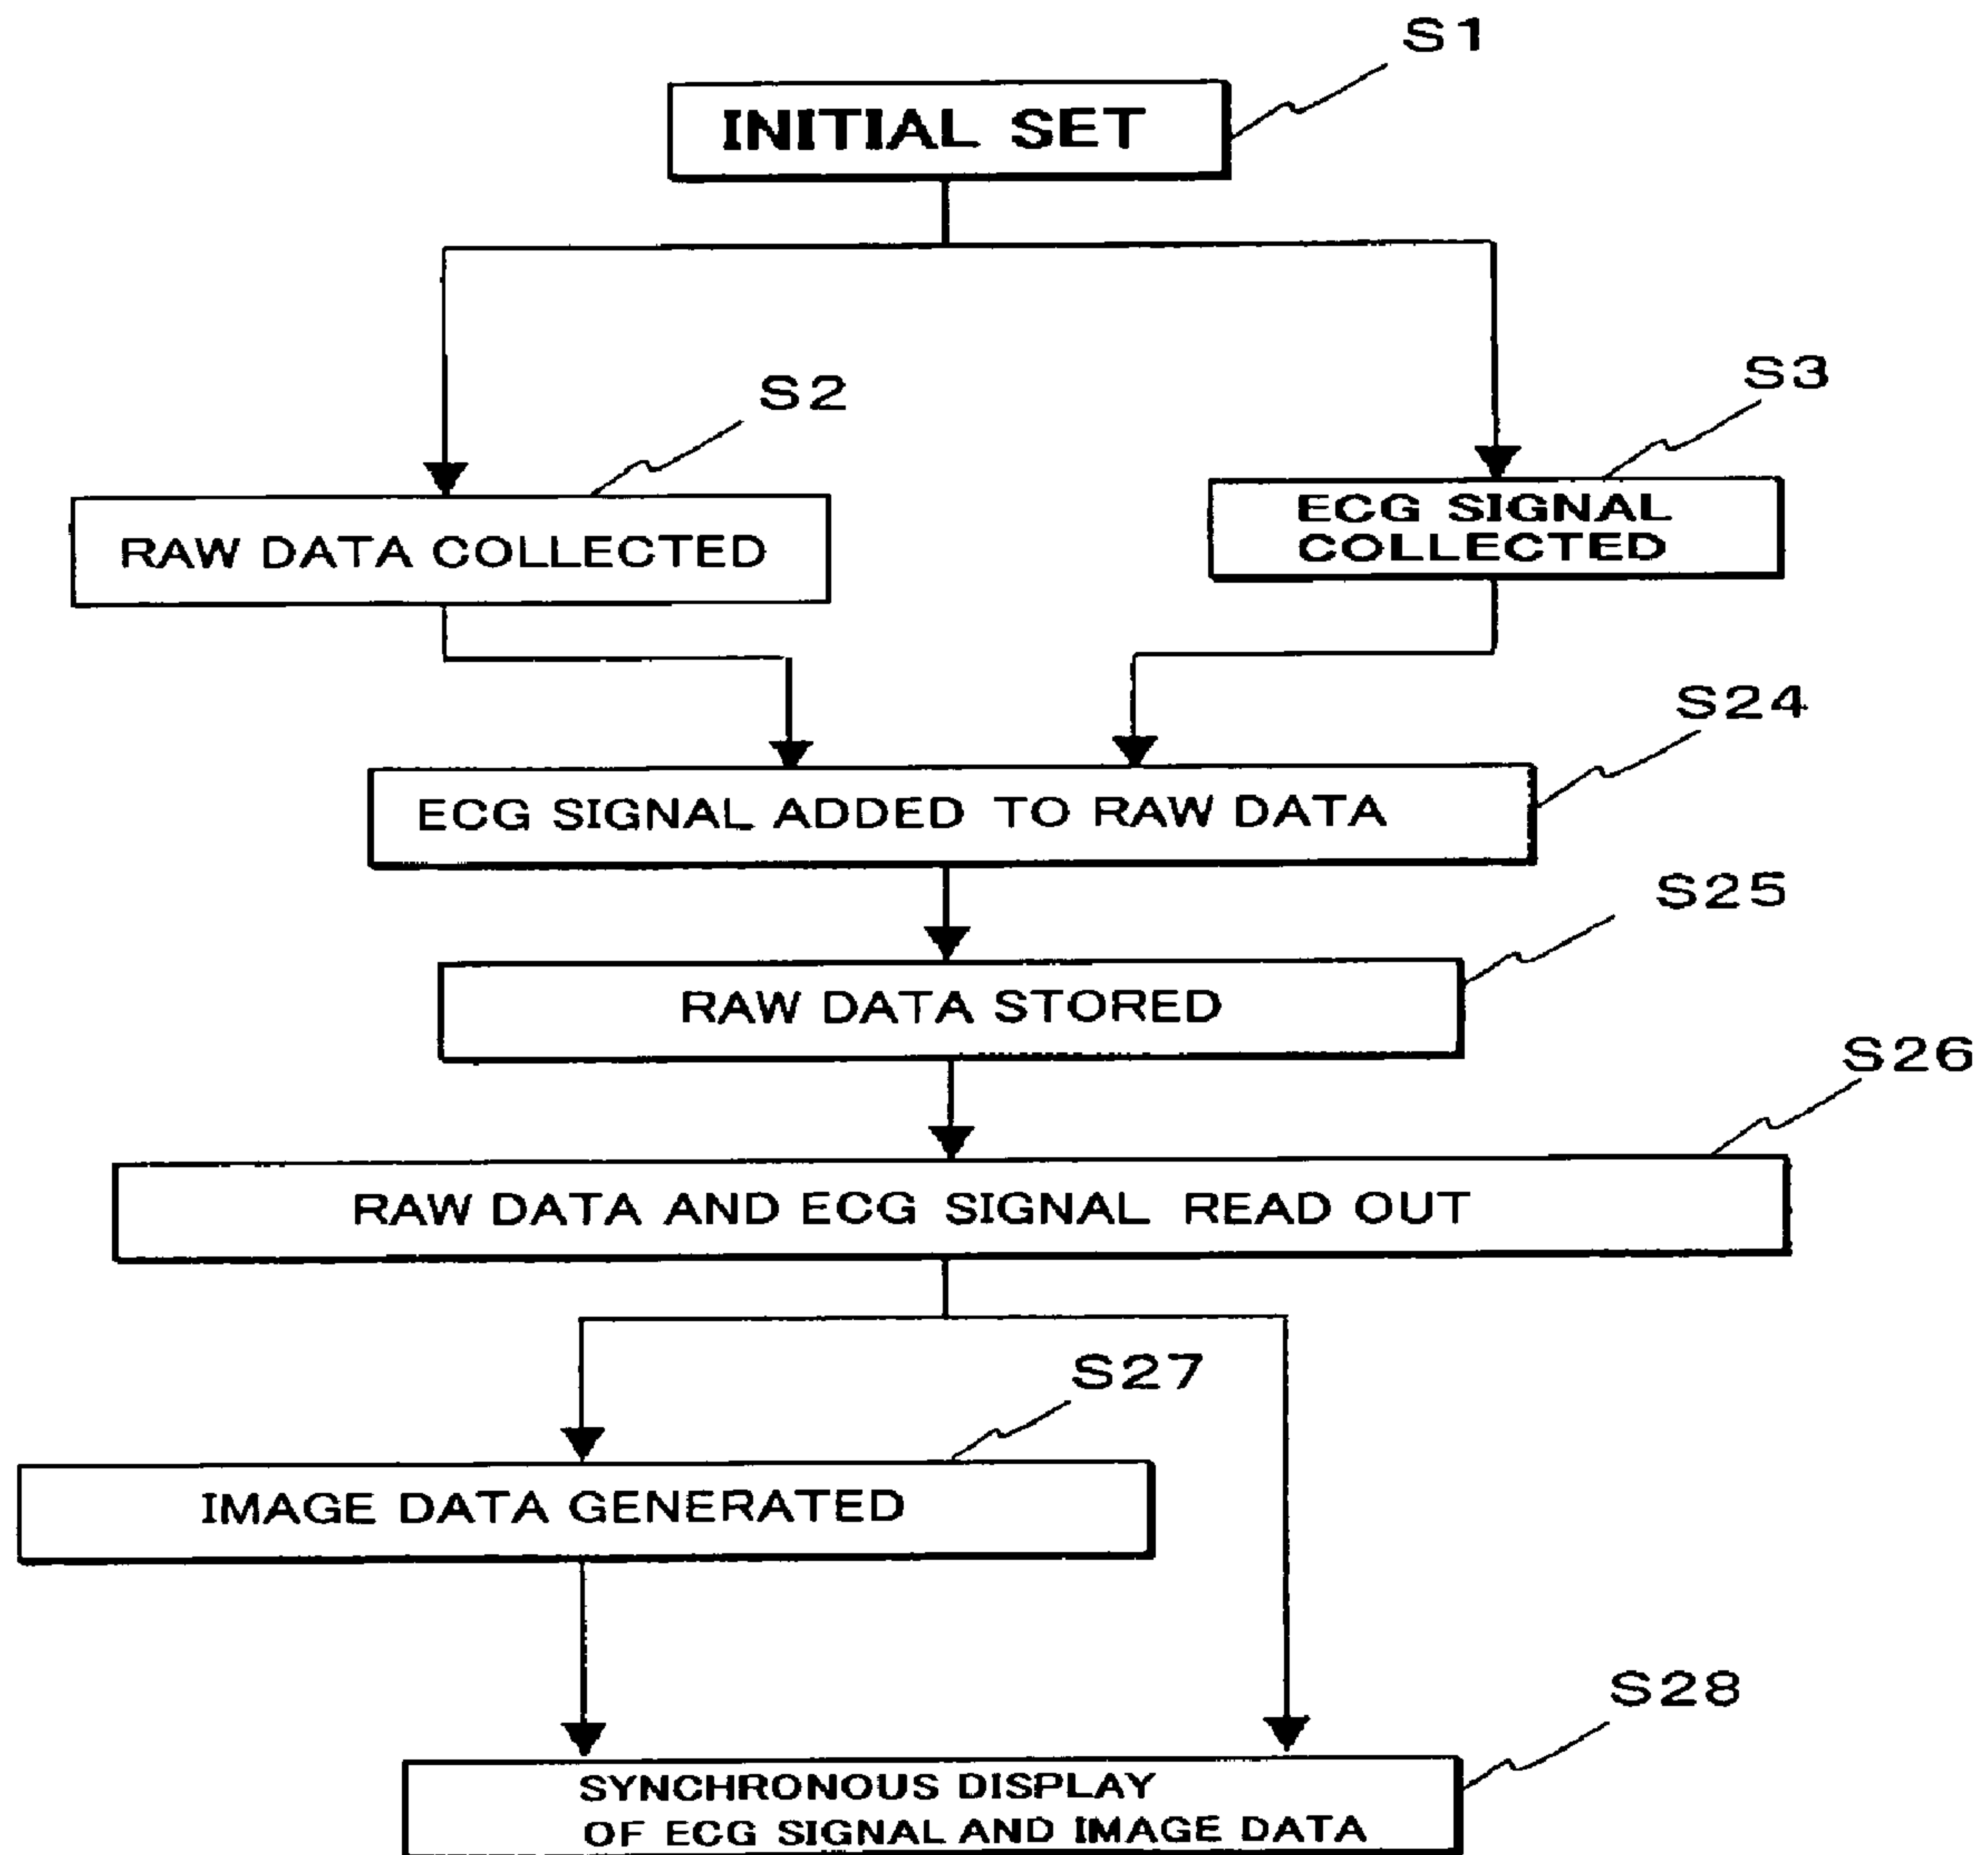 S1
INITIAL SET
S2
S3
RAW DATA COLLECTED
ECG SIGNAL
COLLECTED
S24
ECG SIGNAL ADDED TO RAW DATA
S25
RAW DATA STORED
S26
RAW DATA AND ECG SIGNAL READ OUT
S27
IMAGE DATA GENERATED
S28
SYNCHRONOUS DISPLAY
OF ECG SIGNAL AND IMAGE DATA